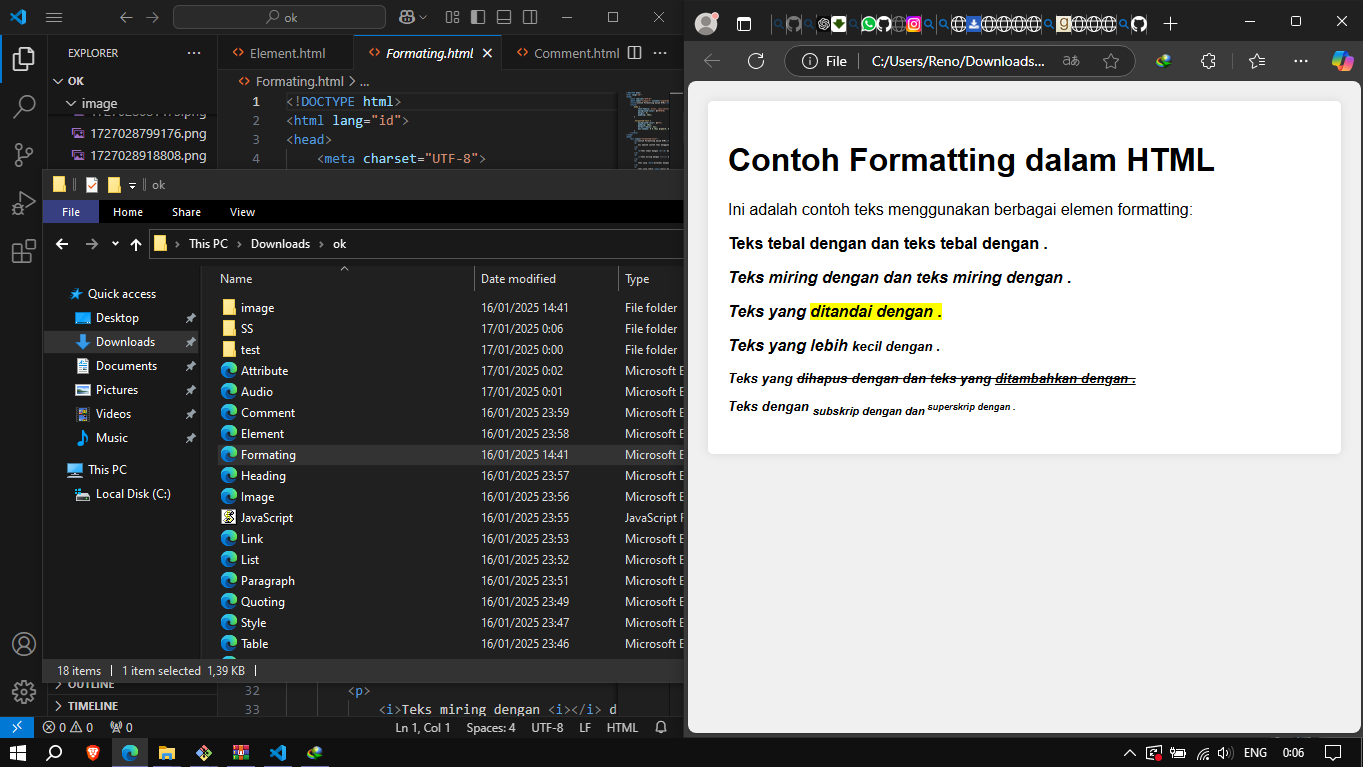 ok
EXPLORER
Element.html
Formating.html
Comment.html
OK
image
1727028799176.png
1727028918808.png
Formating.html > ...
1 <!DOCTYPE html>
2 <html lang="id">
3 <head>
4 <meta charset="UTF-8">
ok
File Home Share View
This PC > Downloads > ok
Name Date modified Type
Quick access
Desktop
Downloads
Documents
Pictures
Videos
Music
This PC
Local Disk (C:)
image 16/01/2025 14:41 File folder
SS 17/01/2025 0:06 File folder
test 17/01/2025 0:00 File folder
Attribute 17/01/2025 0:02 Microsoft E
Audio 17/01/2025 0:01 Microsoft E
Comment 16/01/2025 23:59 Microsoft E
Element 16/01/2025 23:58 Microsoft E
Formating 16/01/2025 14:41 Microsoft E
Heading 16/01/2025 23:57 Microsoft E
Image 16/01/2025 23:56 Microsoft E
JavaScript 16/01/2025 23:55 JavaScript F
Link 16/01/2025 23:53 Microsoft E
List 16/01/2025 23:52 Microsoft E
Paragraph 16/01/2025 23:51 Microsoft E
Quoting 16/01/2025 23:49 Microsoft E
Style 16/01/2025 23:47 Microsoft E
Table 16/01/2025 23:46 Microsoft E
18 items 1 item selected 1,39 KB
OUTLINE
TIMELINE
32 <p>
33 <i>Teks miring dengan <i></i> d
0 0 0
Ln 1, Col 1 Spaces: 4 UTF-8 LF HTML
File C:/Users/Reno/Downloads...
Contoh Formatting dalam HTML
Ini adalah contoh teks menggunakan berbagai elemen formatting:
Teks tebal dengan dan teks tebal dengan .
Teks miring dengan dan teks miring dengan .
Teks yang ditandai dengan .
Teks yang lebih kecil dengan .
Teks yang dihapus dengan dan teks yang ditambahkan dengan .
Teks dengan subskrip dengan dan superskrip dengan .
ENG 0:06